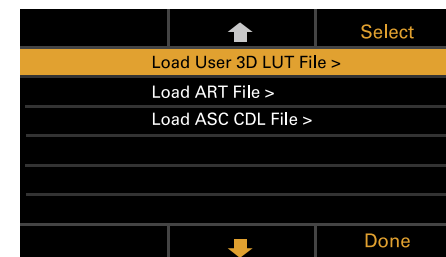 Select
Load User 3D LUT File >
Load ART File >
Load ASC CDL File >
Done